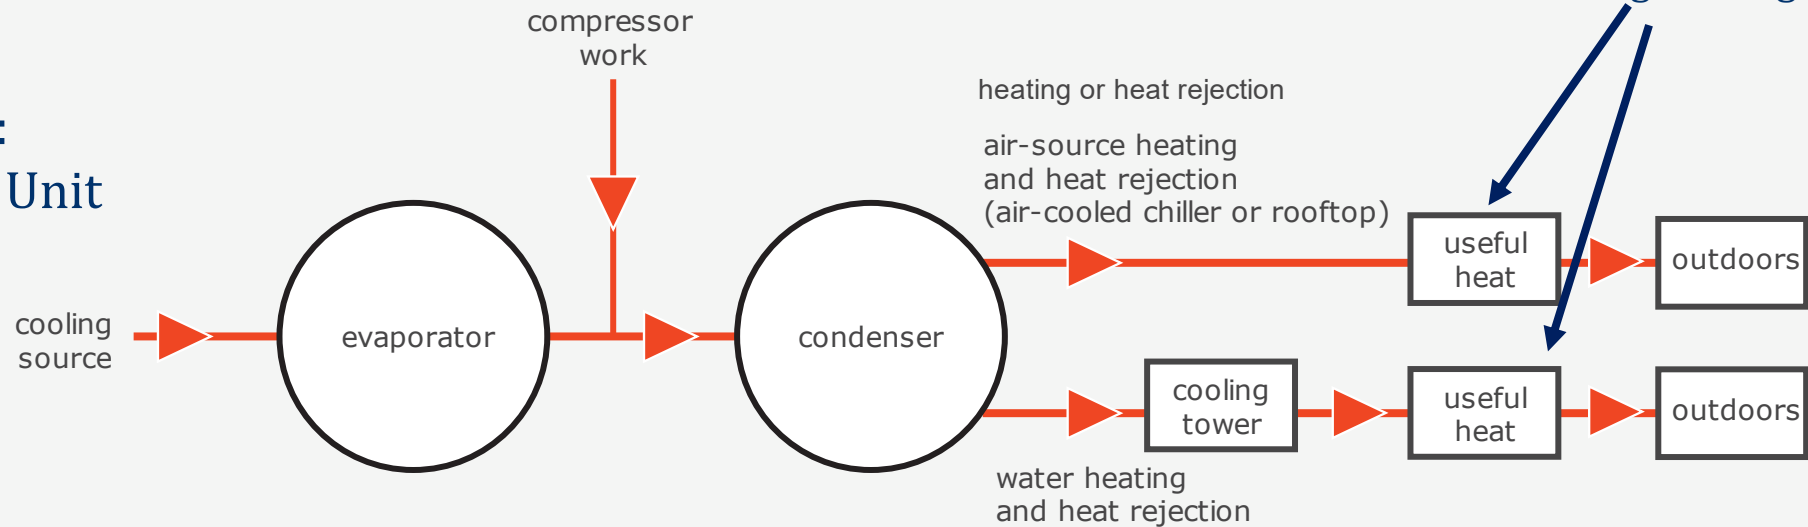 compressor
work
heating or heat rejection
:
Unit
air-source heating
and heat rejection
(air-cooled chiller or rooftop)
useful
heat
outdoors
cooling
source
evaporator
condenser
cooling
tower
useful
heat
outdoors
water heating
and heat rejection